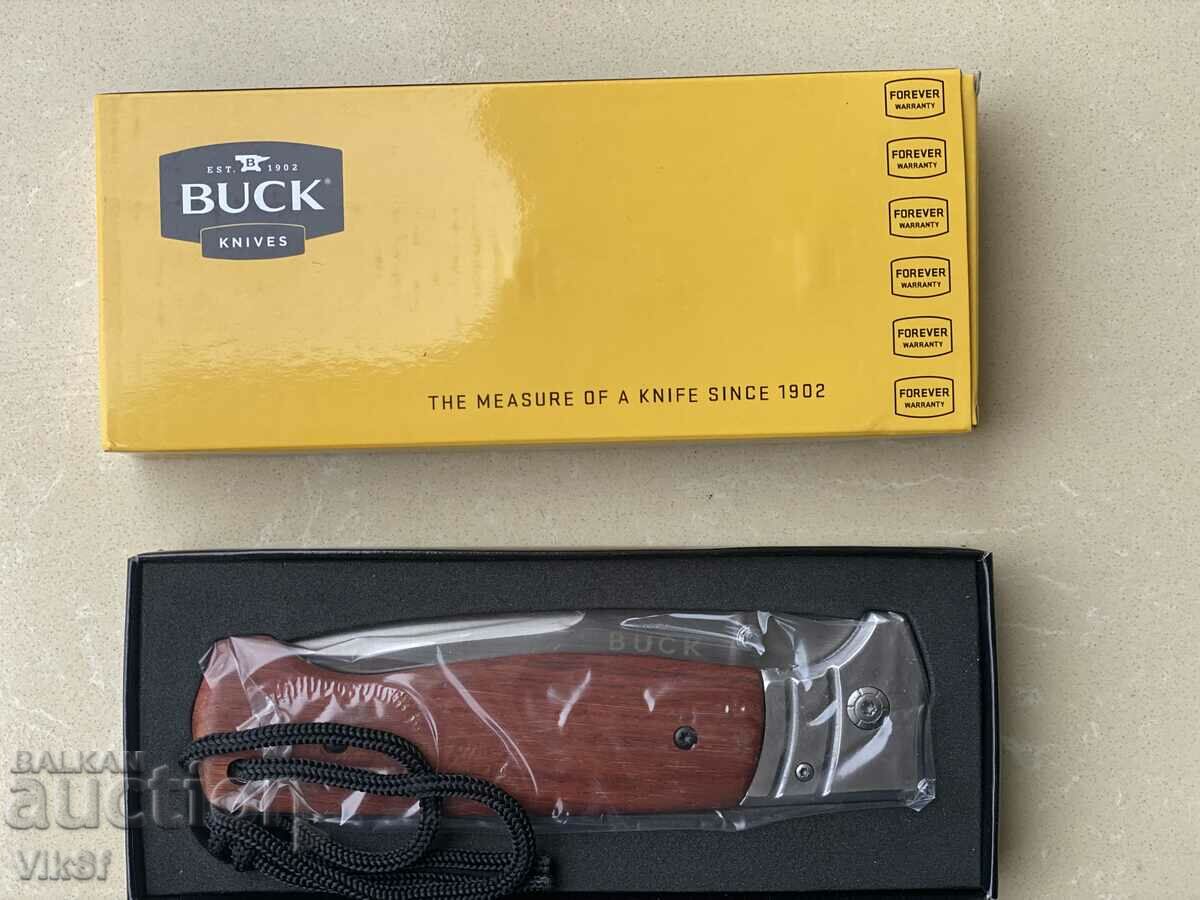 EST. B 1902
BUCK®
KNIVES
FOREVER
WARRANTY
FOREVER
WARRANTY
FOREVER
WARRANTY
FOREVER
WARRANTY
FOREVER
WARRANTY
FOREVER
WARRANTY
THE MEASURE OF A KNIFE SINCE 1902
BUCK
BALKAN
auction
Vlk8f